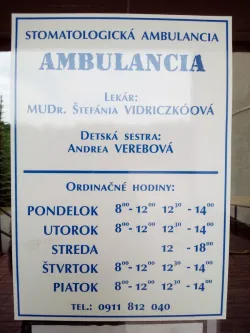 STOMATOLOGICKÁ AMBULANCIA
AMBULANCIA
LEKÁR:
MUDR. ŠTEFÁNIA VIDRICZKÓOVÁ
DETSKÁ SESTRA:
ANDREA VEREBOVÁ
ORDINAČNÉ HODINY:
PONDELOK 8⁰⁰ - 12⁰⁰ 12³⁰ - 14⁰⁰
UTOROK 8⁰⁰ - 12⁰⁰ 12³⁰ - 14⁰⁰
STREDA 12 - 18⁰⁰
ŠTVRTOK 8⁰⁰ - 12⁰⁰ 12³⁰ - 14⁰⁰
PIATOK 8⁰⁰ - 12⁰⁰ 12³⁰ - 14⁰⁰
TEL.: 0911 812 040